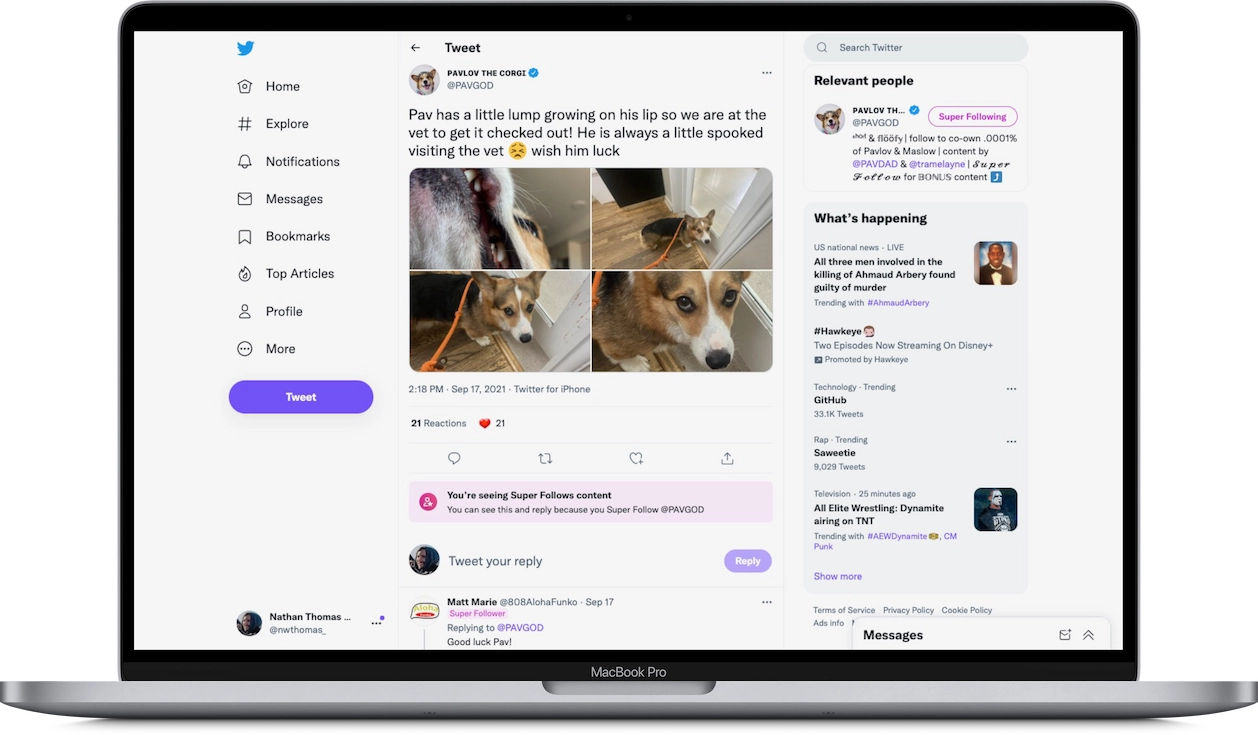 Tweet
Search Twitter
Home
Explore
Notifications
Messages
Bookmarks
Top Articles
Profile
More
Tweet
Nathan Thomas ...
@nwthomas_
PAVLOV THE CORGI
@PAVGOD
Pav has a little lump growing on his lip so we are at the
vet to get it checked out! He is always a little spooked
visiting the vet 😣 wish him luck
2:18 PM · Sep 17, 2021 · Twitter for iPhone
21 Reactions ❤️ 21
You're seeing Super Follows content
You can see this and reply because you Super Follow @PAVGOD
Tweet your reply
Reply
Matt Marie @808AlohaFunko · Sep 17
Super Follower
Replying to @PAVGOD
Good luck Pav!
Relevant people
PAVLOV TH...
@PAVGOD
Super Following
ˢʰᵒʳᵗ & flööfy | follow to co-own .0001%
of Pavlov & Maslow | content by
@PAVDAD & @tramelayne | 𝓢𝓾𝓹𝓮𝓻
𝓕𝓸𝓵𝓵𝓸𝔀 for 𝔹𝕆ℕ𝕌𝕊 content ⤴️
What's happening
US national news · LIVE
All three men involved in the
killing of Ahmaud Arbery found
guilty of murder
Trending with #AhmaudArbery
#Hawkeye
Two Episodes Now Streaming On Disney+
Promoted by Hawkeye
Technology · Trending
GitHub
33.1K Tweets
Rap · Trending
Saweetie
9,029 Tweets
Television · 25 minutes ago
All Elite Wrestling: Dynamite
airing on TNT
Trending with #AEWDynamite, CM
Punk
Show more
Terms of Service Privacy Policy Cookie Policy
Ads info
Messages
MacBook Pro